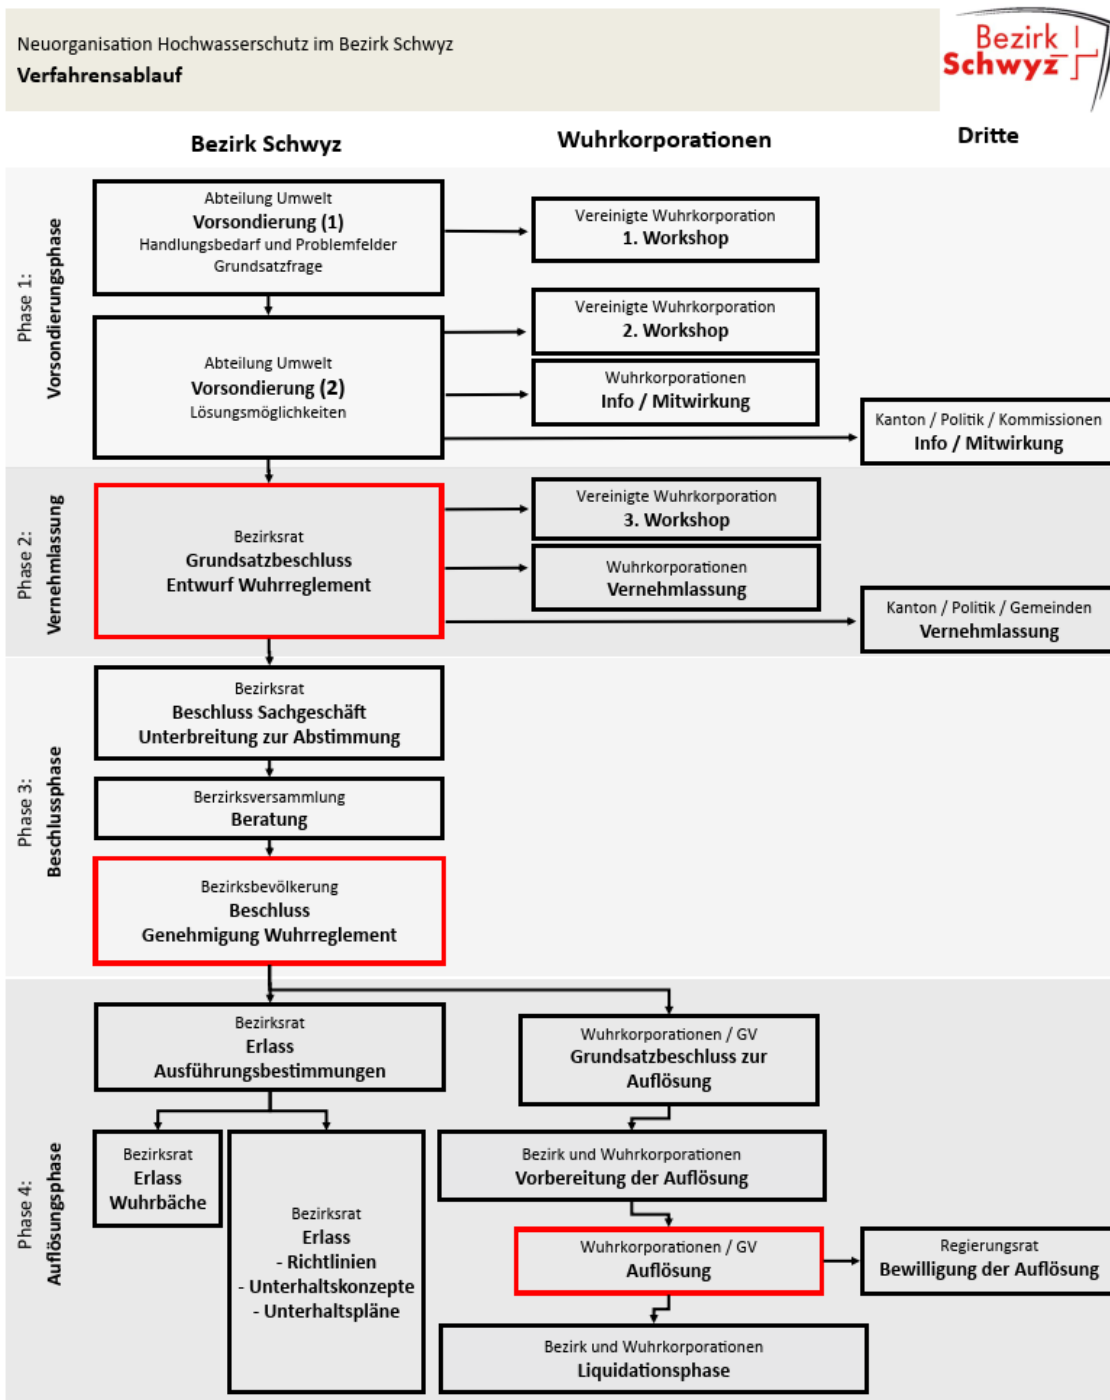 Neuorganisation Hochwasserschutz im Bezirk Schwyz
Verfahrensablauf
Bezirk
Schwyz
Bezirk Schwyz
Wuhrkorporationen
Dritte
Phase 1:
Vorsondierungsphase
Abteilung Umwelt
Vorsondierung (1)
Handlungsbedarf und Problemfelder
Grundsatzfrage
Vereinigte Wuhrkorporation
1. Workshop
Abteilung Umwelt
Vorsondierung (2)
Lösungsmöglichkeiten
Vereinigte Wuhrkorporation
2. Workshop
Wuhrkorporationen
Info / Mitwirkung
Kanton / Politik / Kommissionen
Info / Mitwirkung
Phase 2:
Vernehmlassung
Bezirksrat
Grundsatzbeschluss
Entwurf Wuhrreglement
Vereinigte Wuhrkorporation
3. Workshop
Wuhrkorporationen
Vernehmlassung
Kanton / Politik / Gemeinden
Vernehmlassung
Phase 3:
Beschlussphase
Bezirksrat
Beschluss Sachgeschäft
Unterbreitung zur Abstimmung
Berzirksversammlung
Beratung
Bezirksbevölkerung
Beschluss
Genehmigung Wuhrreglement
Phase 4:
Auflösungsphase
Bezirksrat
Erlass
Ausführungsbestimmungen
Wuhrkorporationen / GV
Grundsatzbeschluss zur
Auflösung
Bezirksrat
Erlass
Wuhrbäche
Bezirksrat
Erlass
- Richtlinien
- Unterhaltskonzepte
- Unterhaltspläne
Bezirk und Wuhrkorporationen
Vorbereitung der Auflösung
Wuhrkorporationen / GV
Auflösung
Regierungsrat
Bewilligung der Auflösung
Bezirk und Wuhrkorporationen
Liquidationsphase